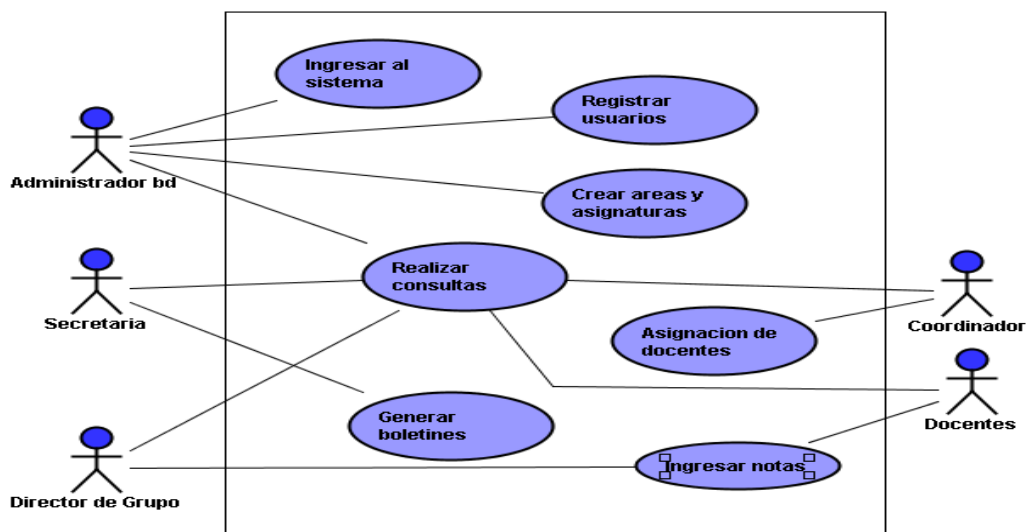 Ingresar al
sistema
Registrar
usuarios
Administrador bd
Crear areas y
asignaturas
Realizar
consultas
Secretaria
Asignacion de
docentes
Coordinador
Generar
boletines
Docentes
Ingresar notas
Director de Grupo